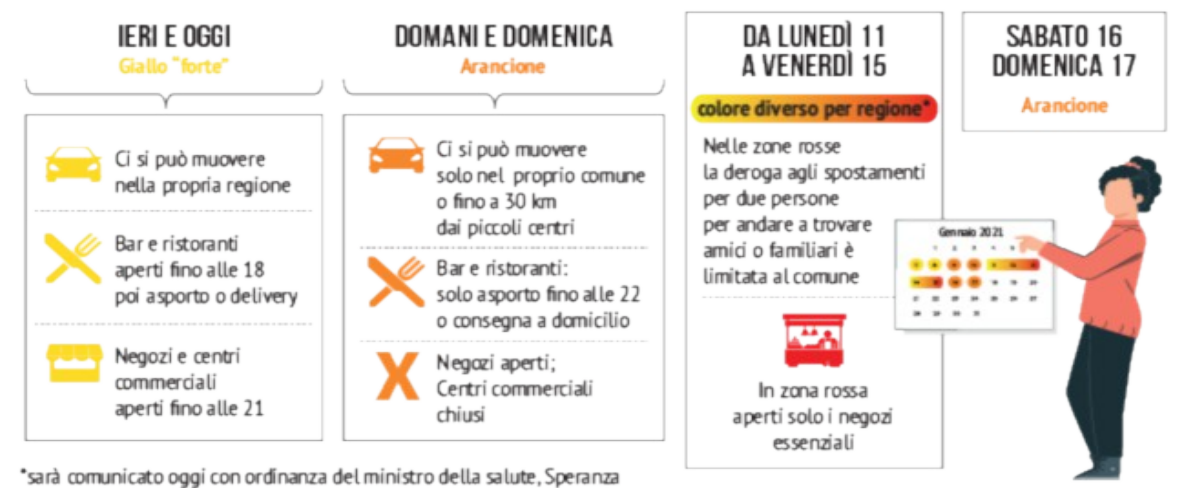 IERI E OGGI
Giallo "forte"
Ci si può muovere
nella propria regione
Bar e ristoranti
aperti fino alle 18
poi asporto o delivery
Negozi e centri
commerciali
aperti fino alle 21
DOMANI E DOMENICA
Arancione
Ci si può muovere
solo nel proprio comune
o fino a 30 km
dai piccoli centri
Bar e ristoranti:
solo asporto fino alle 22
o consegna a domicilio
Negozi aperti;
Centri commerciali
chiusi
DA LUNEDÌ 11
A VENERDÌ 15
colore diverso per regione*
Nelle zone rosse
la deroga agli spostamenti
per due persone
per andare a trovare
amici o familiari è
limitata al comune
In zona rossa
aperti solo i negozi
essenziali
SABATO 16
DOMENICA 17
Arancione
Gennaio 2021
*sarà comunicato oggi con ordinanza del ministro della salute, Speranza